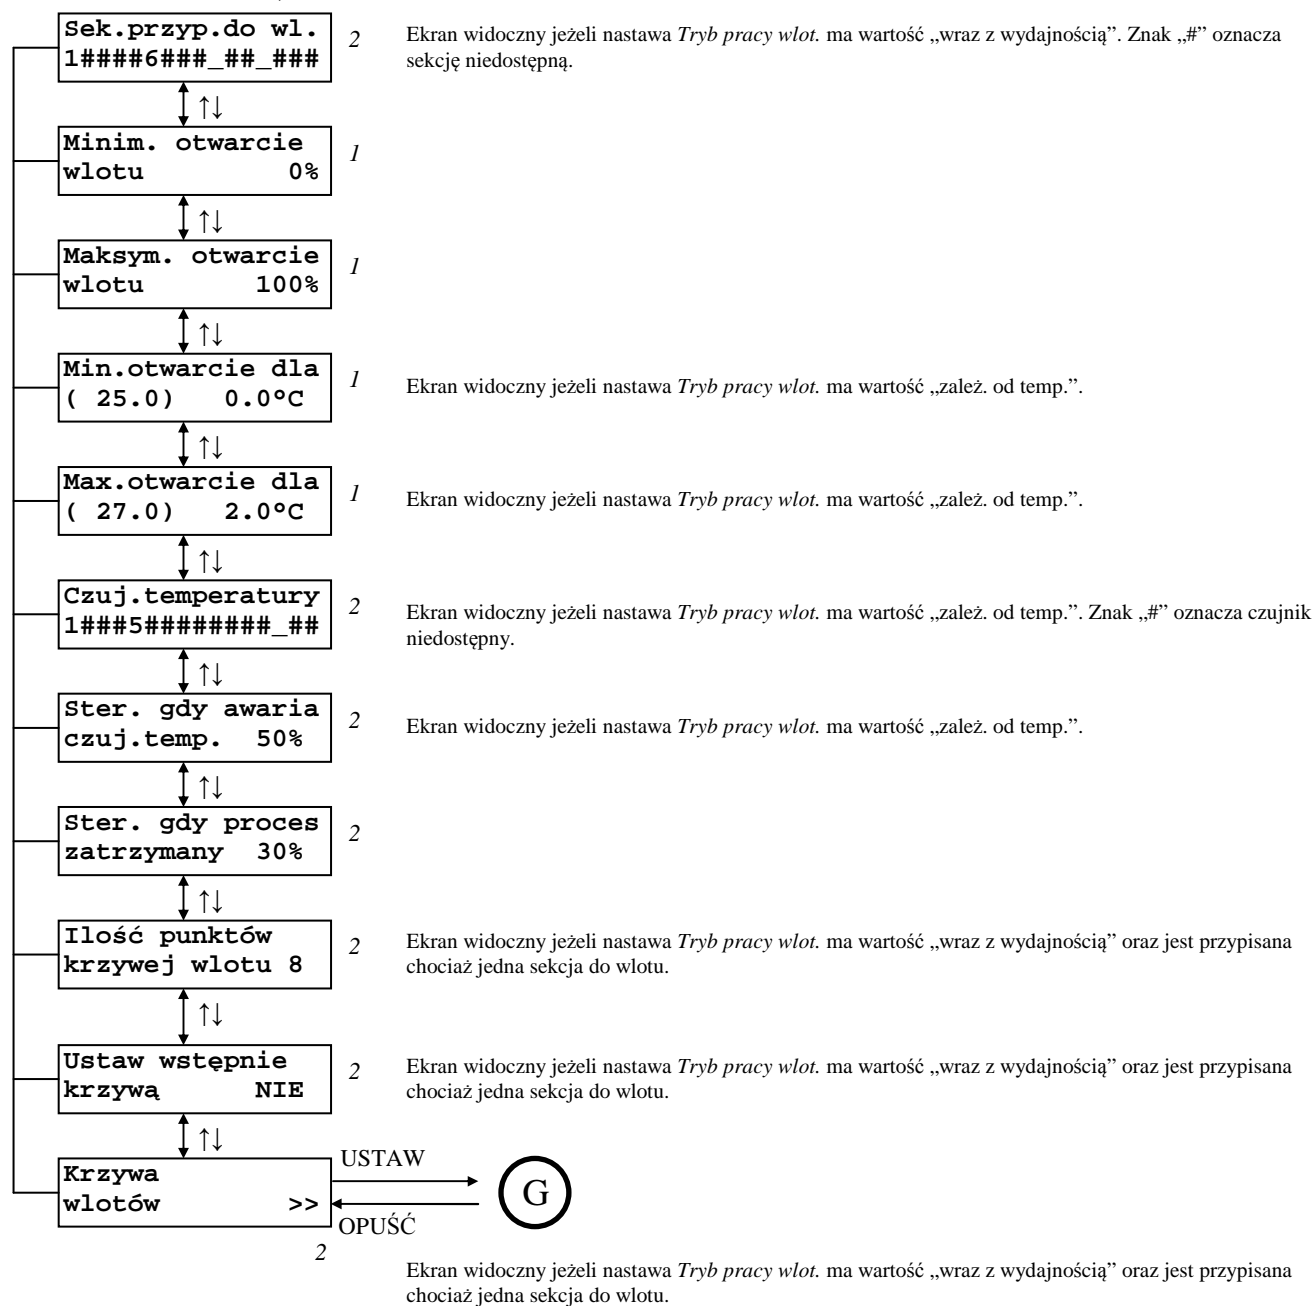 Sek.przyp.do wl.
1####6###_##_###
2
Ekran widoczny jeżeli nastawa Tryb pracy wlot. ma wartość „wraz z wydajnością”. Znak „#” oznacza
sekcję niedostępną.
↑↓
Minim. otwarcie
wlotu 0%
1
↑↓
Maksym. otwarcie
wlotu 100%
1
↑↓
Min.otwarcie dla
( 25.0) 0.0°C
1
Ekran widoczny jeżeli nastawa Tryb pracy wlot. ma wartość „zależ. od temp.”.
↑↓
Max.otwarcie dla
( 27.0) 2.0°C
1
Ekran widoczny jeżeli nastawa Tryb pracy wlot. ma wartość „zależ. od temp.”.
↑↓
Czuj.temperatury
1###5########_##
2
Ekran widoczny jeżeli nastawa Tryb pracy wlot. ma wartość „zależ. od temp.”. Znak „#” oznacza czujnik
niedostępny.
↑↓
Ster. gdy awaria
czuj.temp. 50%
2
Ekran widoczny jeżeli nastawa Tryb pracy wlot. ma wartość „zależ. od temp.”.
↑↓
Ster. gdy proces
zatrzymany 30%
2
↑↓
Ilość punktów
krzywej wlotu 8
2
Ekran widoczny jeżeli nastawa Tryb pracy wlot. ma wartość „wraz z wydajnością” oraz jest przypisana
chociaż jedna sekcja do wlotu.
↑↓
Ustaw wstępnie
krzywą NIE
2
Ekran widoczny jeżeli nastawa Tryb pracy wlot. ma wartość „wraz z wydajnością” oraz jest przypisana
chociaż jedna sekcja do wlotu.
↑↓
Krzywa
wlotów >>
USTAW
G
OPUŚĆ
2
Ekran widoczny jeżeli nastawa Tryb pracy wlot. ma wartość „wraz z wydajnością” oraz jest przypisana
chociaż jedna sekcja do wlotu.